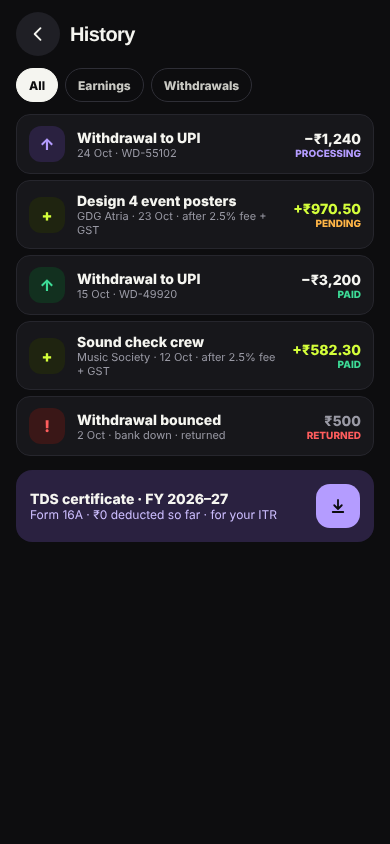 History
All
Earnings
Withdrawals
Withdrawal to UPI
24 Oct · WD-55102
−₹1,240
PROCESSING
Design 4 event posters
GDG Atria · 23 Oct · after 2.5% fee +
GST
+₹970.50
PENDING
Withdrawal to UPI
15 Oct · WD-49920
−₹3,200
PAID
Sound check crew
Music Society · 12 Oct · after 2.5% fee
+ GST
+₹582.30
PAID
Withdrawal bounced
2 Oct · bank down · returned
₹500
RETURNED
TDS certificate · FY 2026–27
Form 16A · ₹0 deducted so far · for your ITR